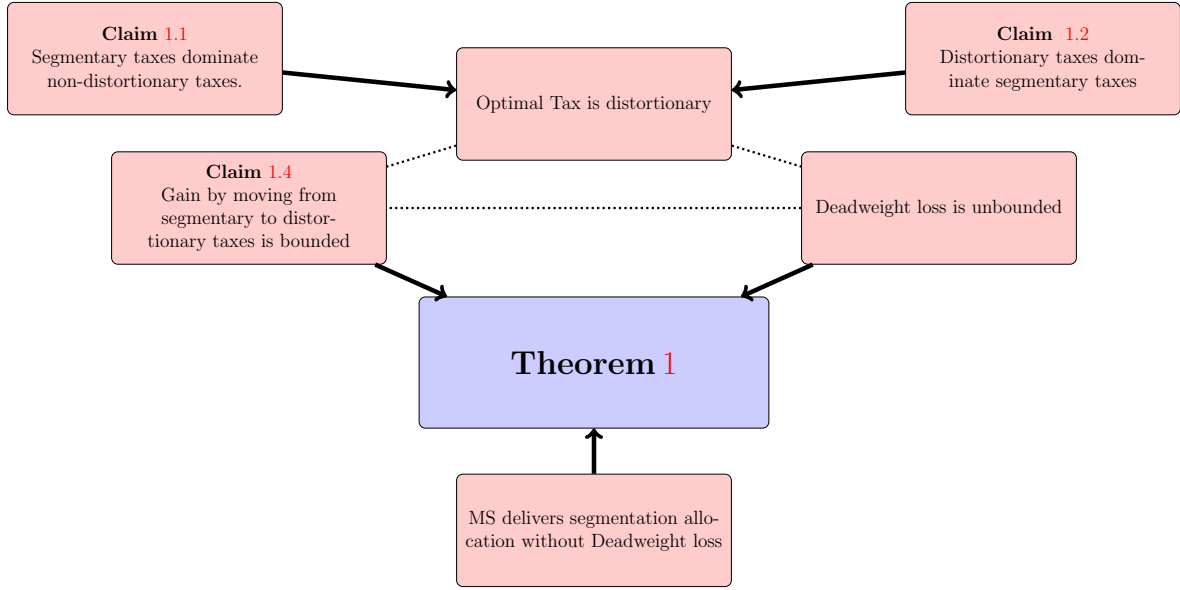 Claim 1.1
Segmentary taxes dominate
non-distortionary taxes.
Optimal Tax is distortionary
Claim 1.2
Distortionary taxes dom-
inate segmentary taxes
Claim 1.4
Gain by moving from
segmentary to distor-
tionary taxes is bounded
Deadweight loss is unbounded
Theorem 1
MS delivers segmentation allo-
cation without Deadweight loss